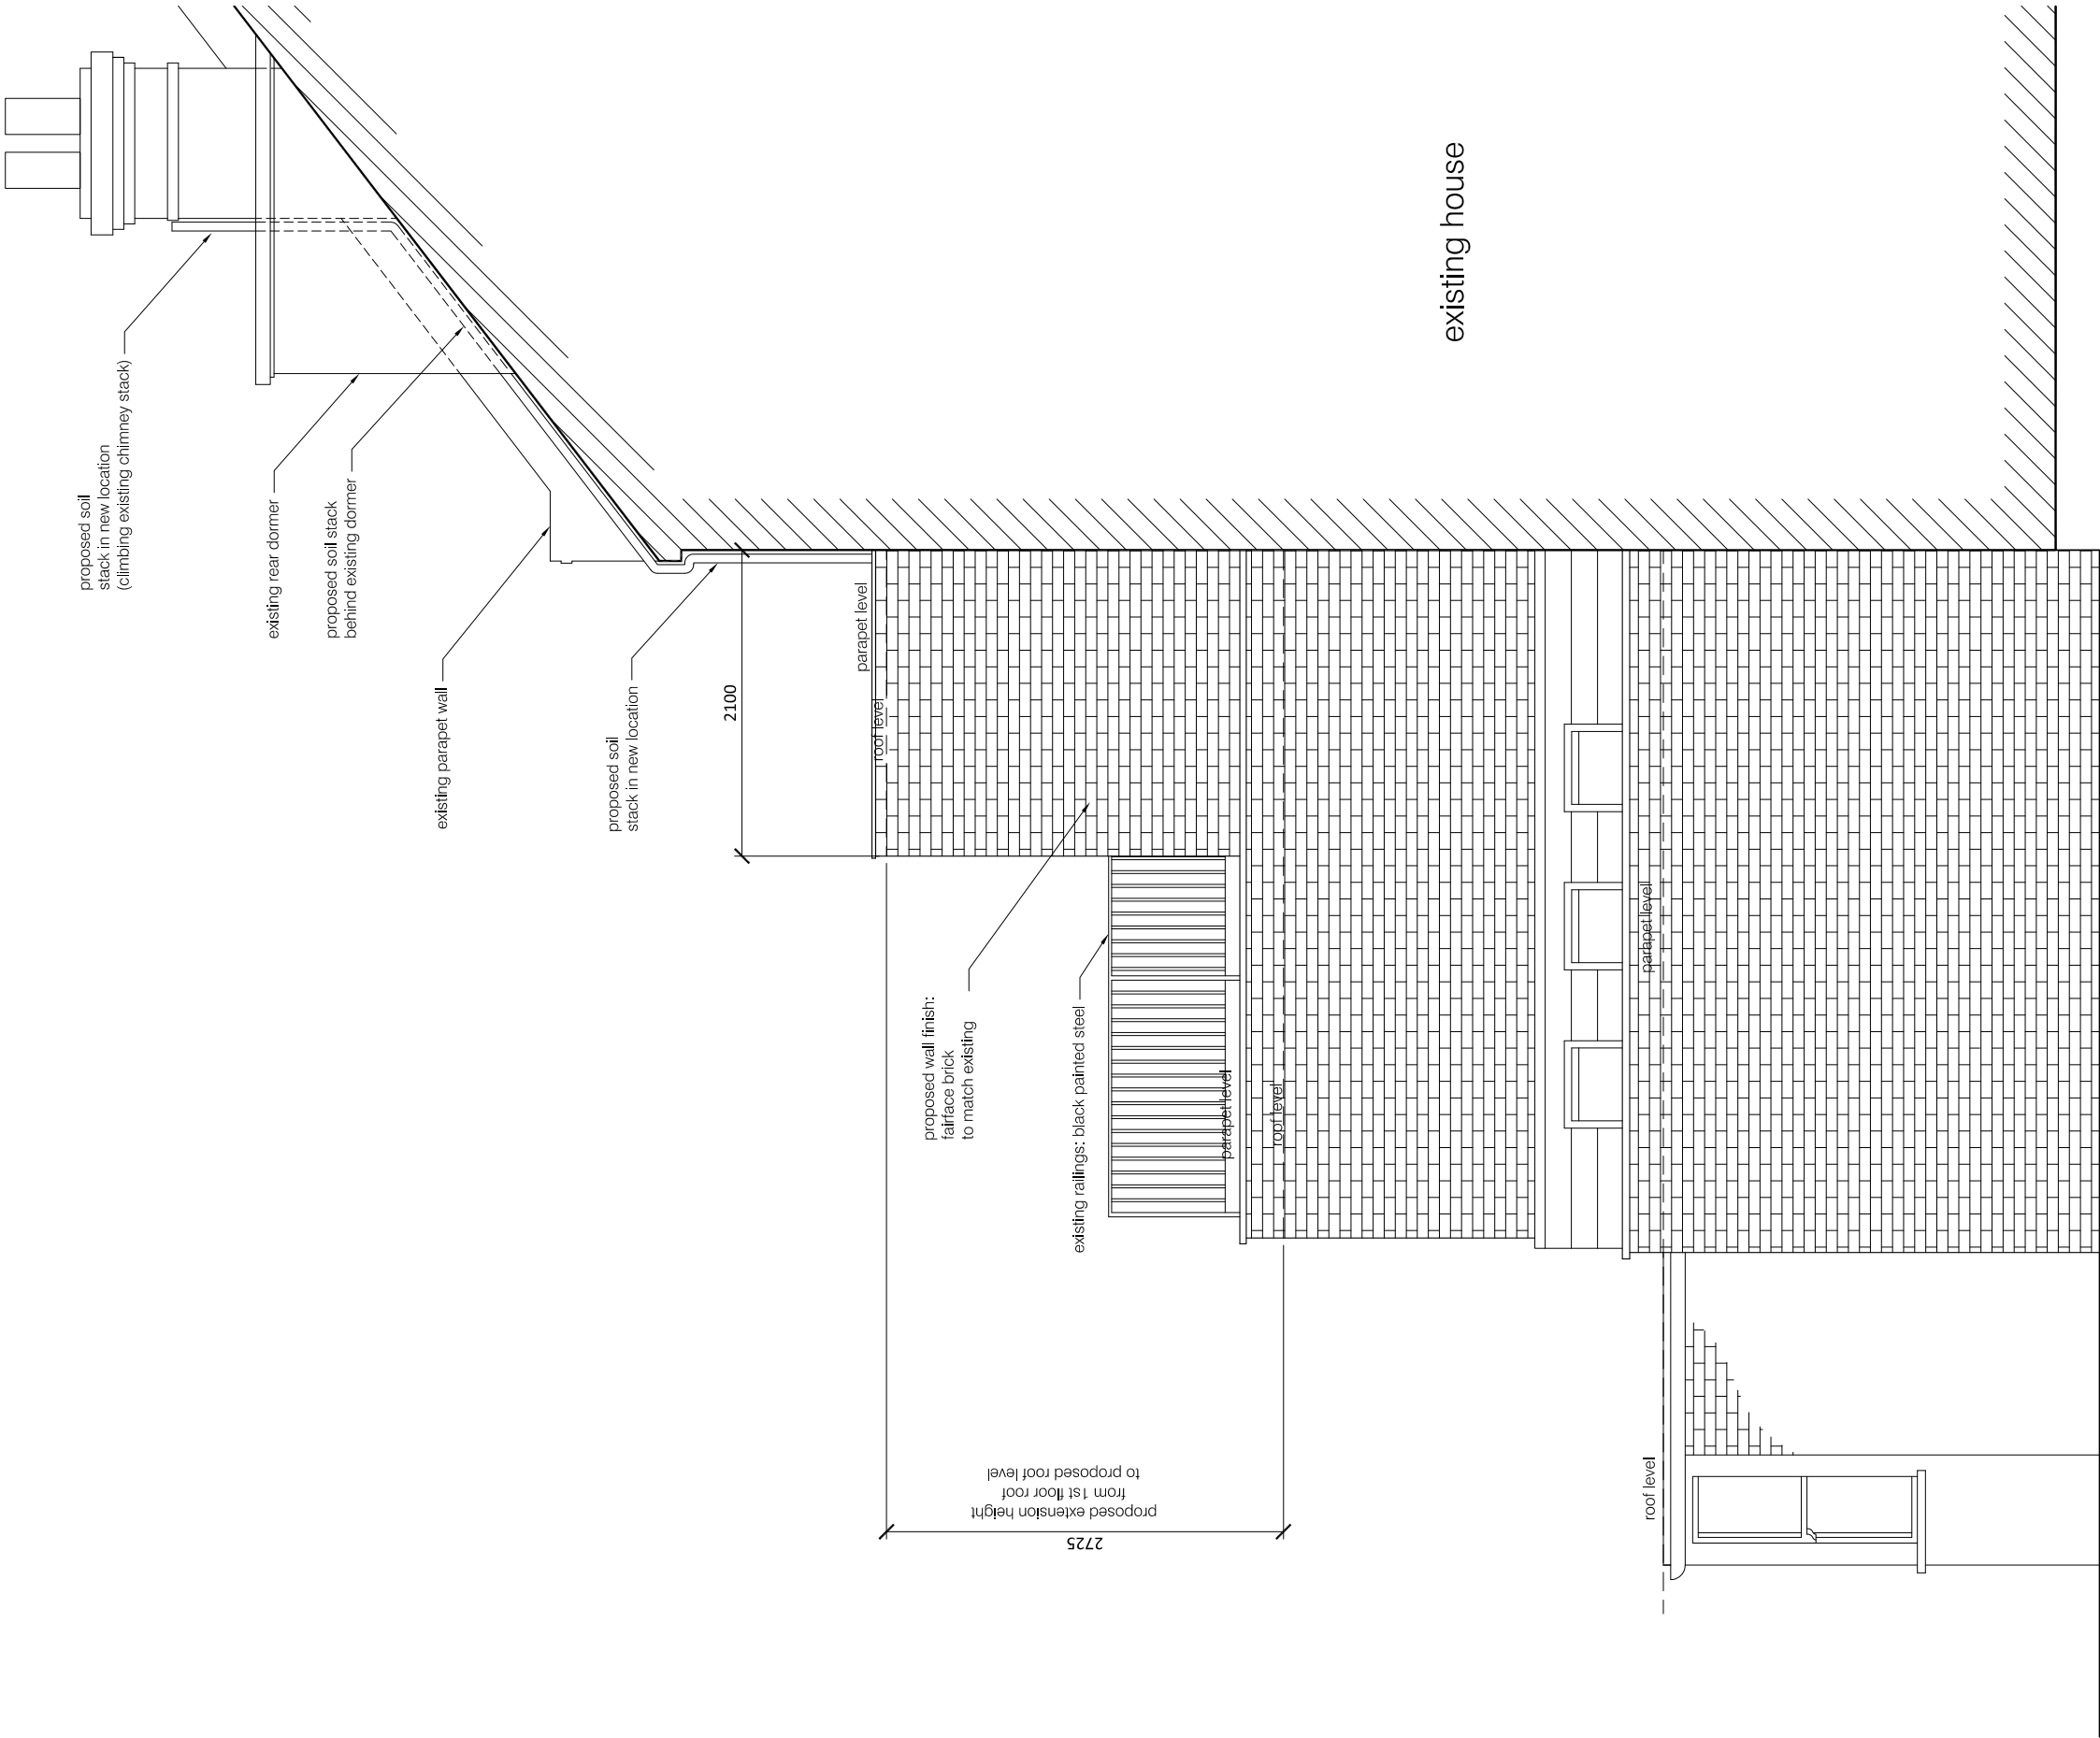 proposed soil
stack in new location
(climbing existing chimney stack)
existing rear dormer
proposed soil stack
behind existing dormer
existing parapet wall
proposed soil
stack in new location
2100
parapet level
roof level
existing house
proposed wall finish:
fairface brick
to match existing
existing railings: black painted steel
parapet level
roof level
parapet level
2725
proposed extension height
from 1st floor roof
to proposed roof level
roof level